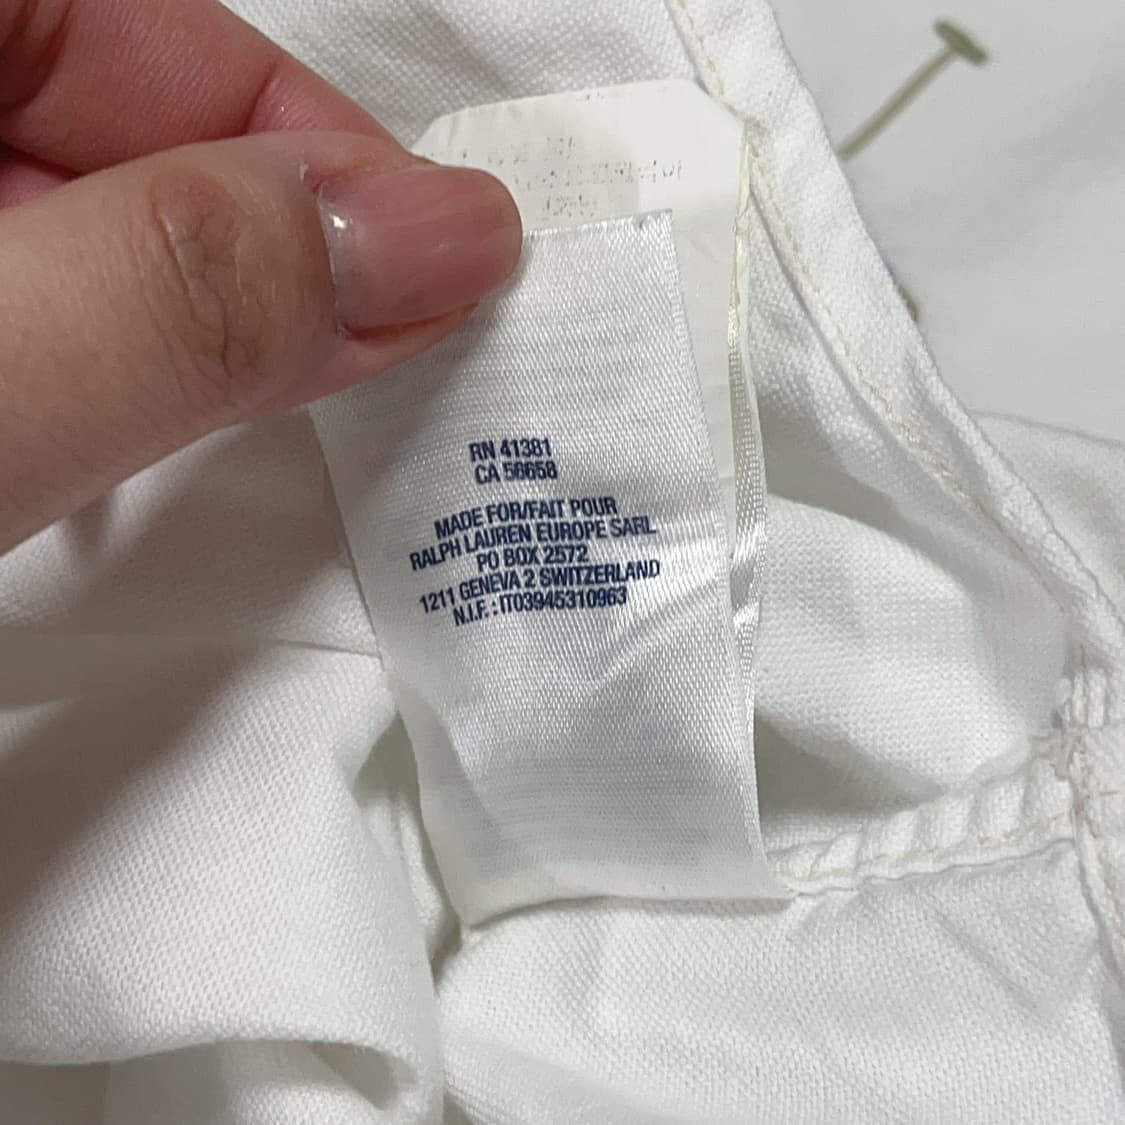 RN 41381
CA 56658
MADE FOR/FAIT POUR
RALPH LAUREN EUROPE SARL
PO BOX 2572
1211 GENEVA 2 SWITZERLAND
N.I.F.: IT03945310963